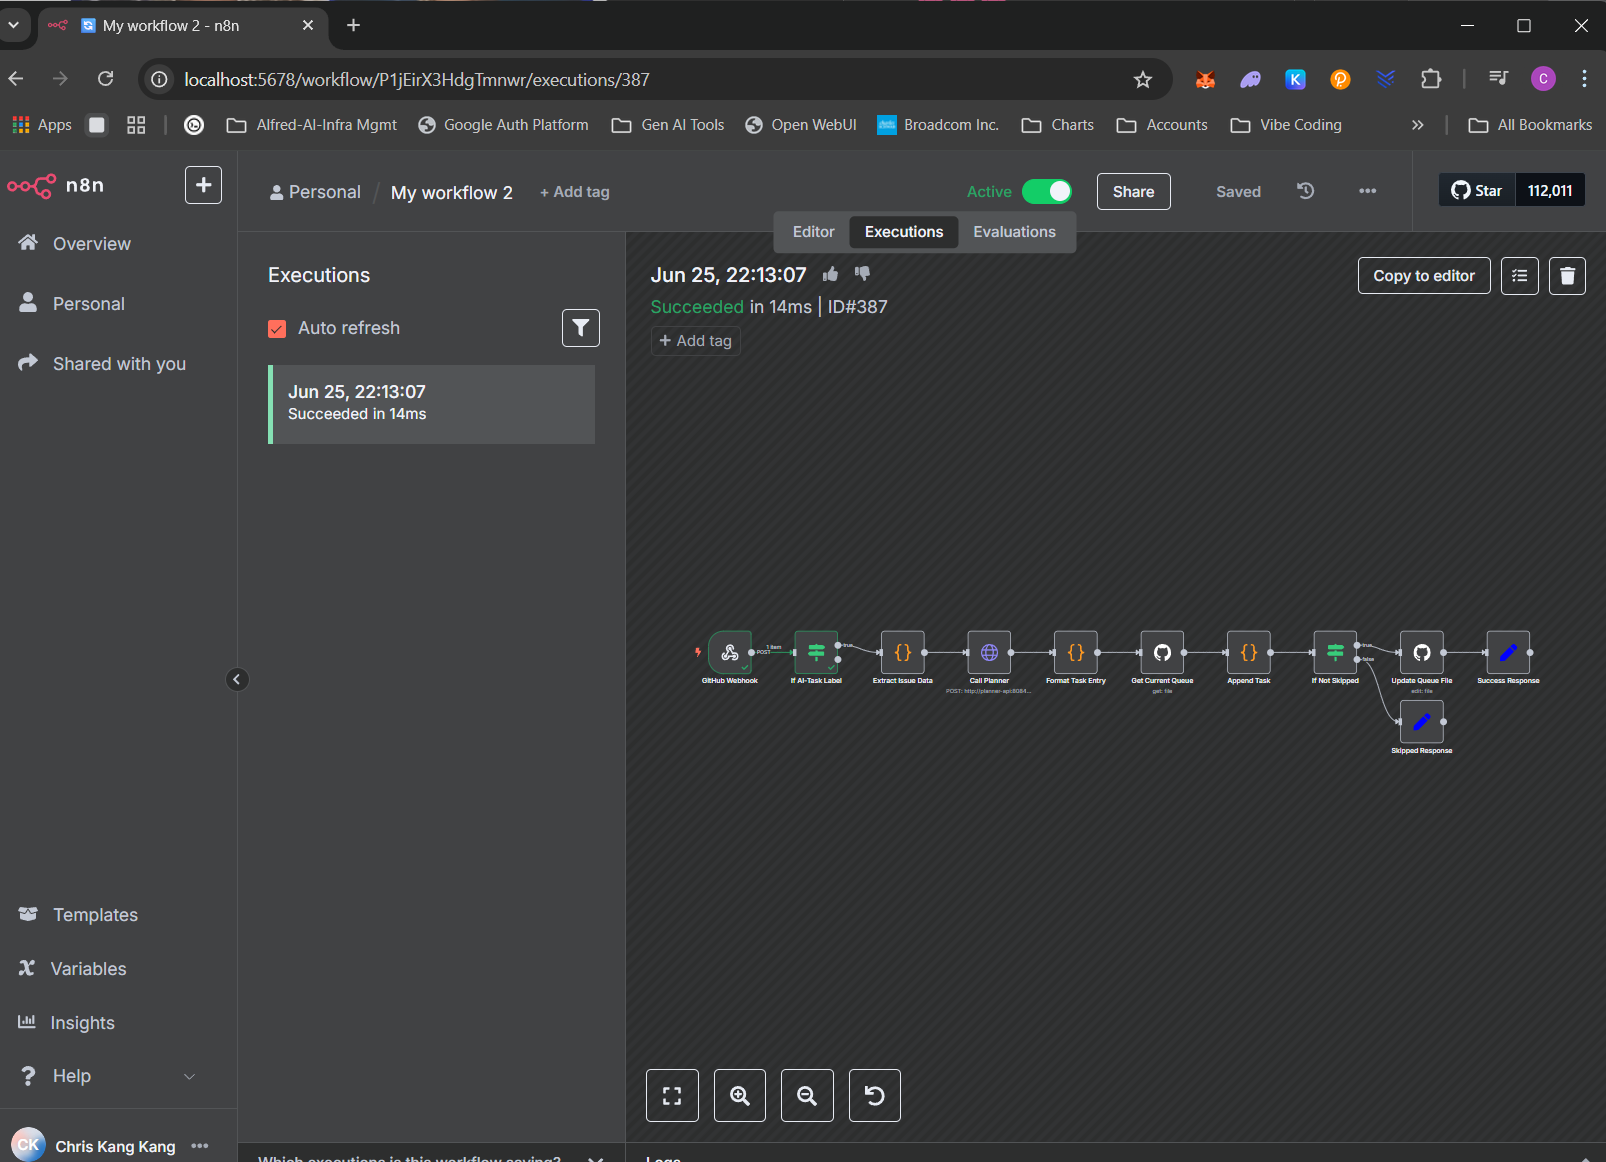 My workflow 2 - n8n
localhost:5678/workflow/P1jEirX3HdgTmnwr/executions/387
K
C
Apps
Alfred-AI-Infra Mgmt
Google Auth Platform
Gen AI Tools
Open WebUI
Broadcom Inc.
Charts
Accounts
Vibe Coding
All Bookmarks
n8n
Personal / My workflow 2 + Add tag
Active
Share
Saved
Star 112,011
Editor Executions Evaluations
Overview
Personal
Shared with you
Executions
Auto refresh
Jun 25, 22:13:07
Succeeded in 14ms
Jun 25, 22:13:07
Succeeded in 14ms | ID#387
+ Add tag
Copy to editor
1 item
POST
true
true
false
GitHub Webhook
If AI-Task Label
Extract Issue Data
Call Planner
POST: http://planner-api:8084...
Format Task Entry
Get Current Queue
get: file
Append Task
If Not Skipped
Update Queue File
edit: file
Success Response
Skipped Response
Templates
Variables
Insights
Help
CK
Chris Kang Kang
Which executions is this workflow saving?
Logs